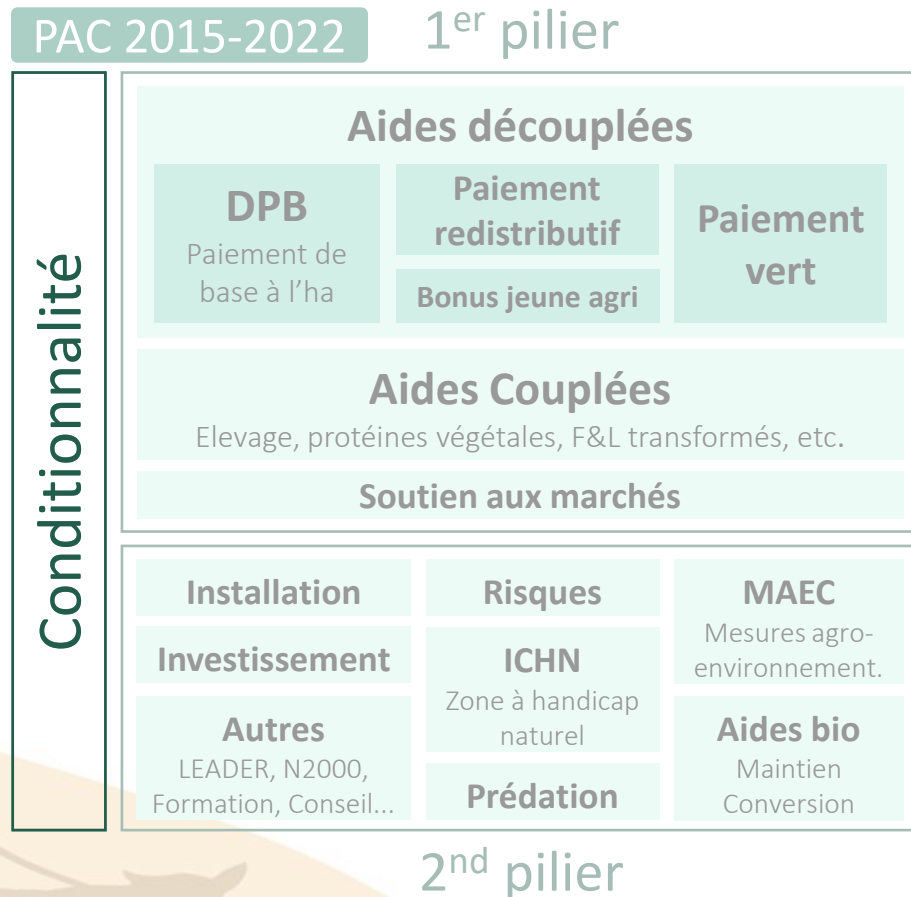 PAC 2015-2022
1er pilier
Conditionnalité
Aides découplées
DPB
Paiement de
base à l'ha
Paiement
redistributif
Bonus jeune agri
Paiement
vert
Aides Couplées
Elevage, protéines végétales, F&L transformés, etc.
Soutien aux marchés
Installation
Investissement
Autres
LEADER, N2000,
Formation, Conseil...
Risques
ICHN
Zone à handicap
naturel
Prédation
MAEC
Mesures agro-
environnement.
Aides bio
Maintien
Conversion
2nd pilier